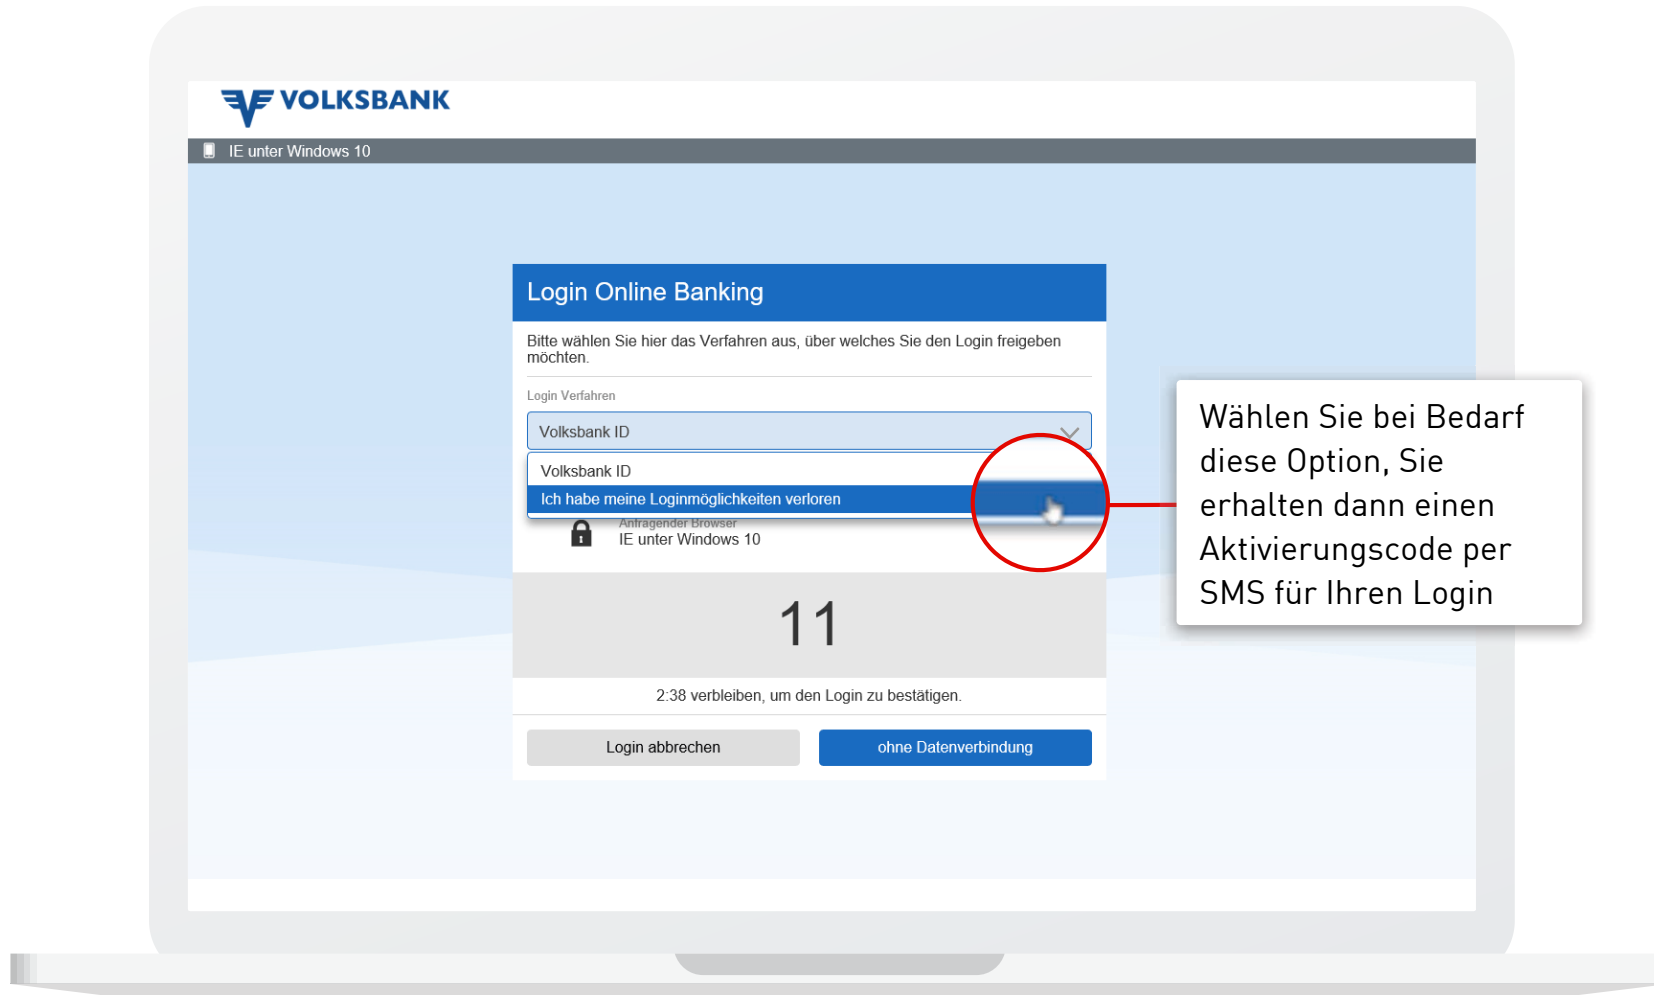 VOLKSBANK
IE unter Windows 10
Login Online Banking
Bitte wählen Sie hier das Verfahren aus, über welches Sie den Login freigeben
möchten.
Login Verfahren
Volksbank ID
Volksbank ID
Ich habe meine Loginmöglichkeiten verloren
Anfragender Browser
IE unter Windows 10
11
2:38 verbleiben, um den Login zu bestätigen.
Login abbrechen
ohne Datenverbindung
Wählen Sie bei Bedarf
diese Option, Sie
erhalten dann einen
Aktivierungscode per
SMS für Ihren Login